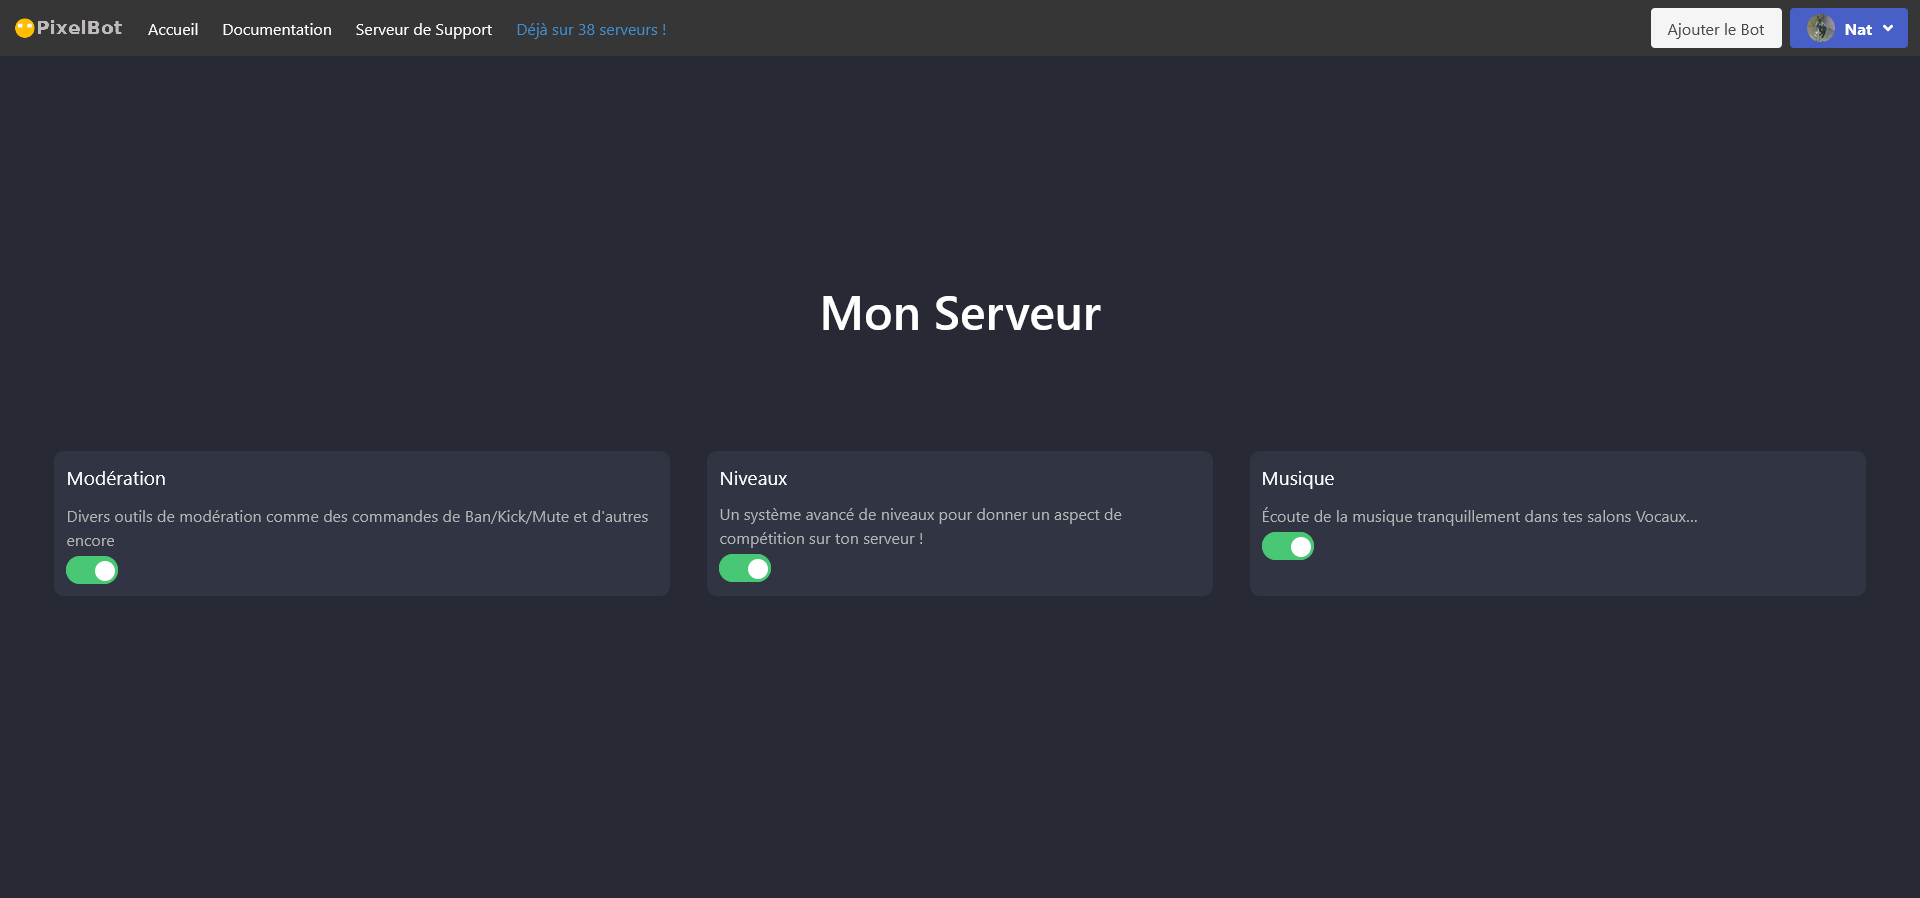 PixelBot
Accueil
Documentation
Serveur de Support
Déjà sur 38 serveurs !
Ajouter le Bot
Nat
Mon Serveur
Modération
Divers outils de modération comme des commandes de Ban/Kick/Mute et d'autres
encore
Niveaux
Un système avancé de niveaux pour donner un aspect de
compétition sur ton serveur !
Musique
Écoute de la musique tranquillement dans tes salons Vocaux...